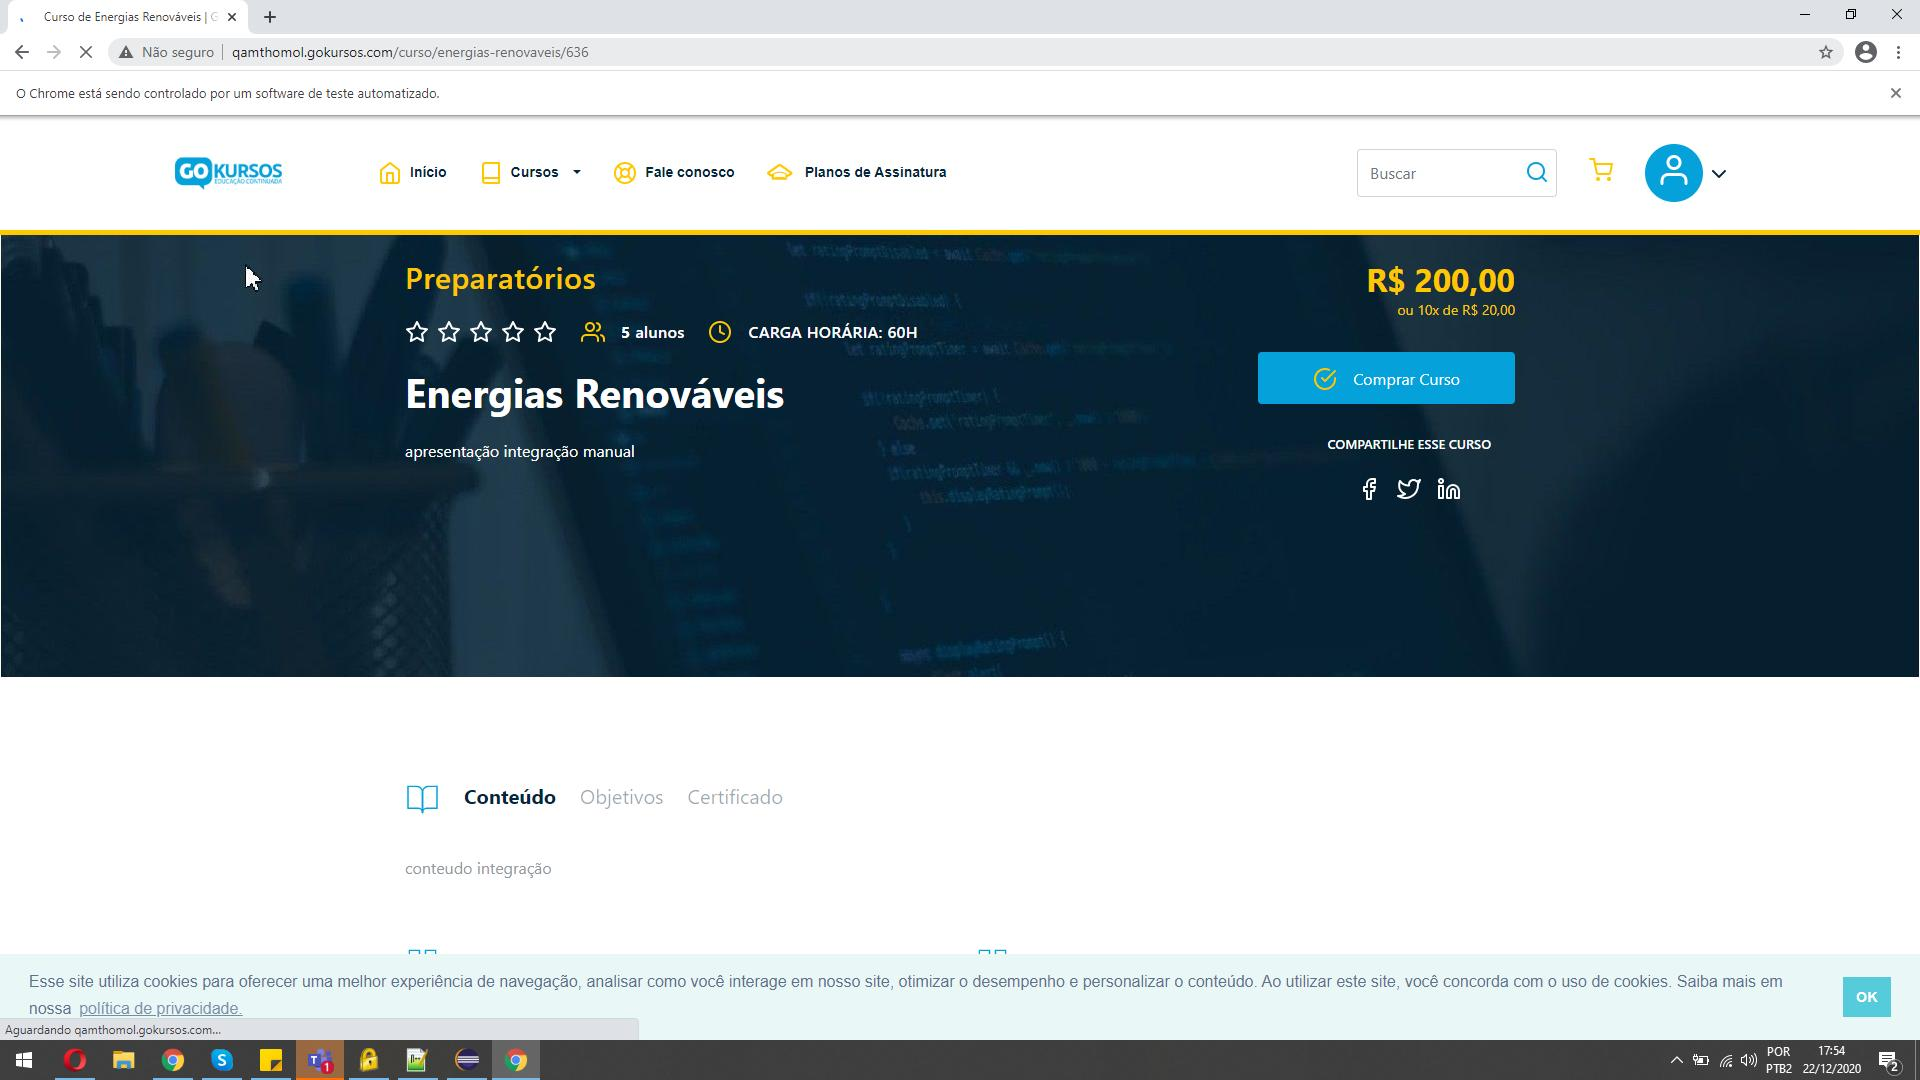 Curso de Energias Renováveis | G
Não seguro
qamthomol.gokursos.com/curso/energias-renovaveis/636
O Chrome está sendo controlado por um software de teste automatizado.
GOKURSOS
EDUCAÇÃO CONTINUADA
Início
Cursos
Fale conosco
Planos de Assinatura
Buscar
Preparatórios
R$ 200,00
ou 10x de R$ 20,00
5 alunos
CARGA HORÁRIA: 60H
Comprar Curso
Energias Renováveis
COMPARTILHE ESSE CURSO
apresentação integração manual
Conteúdo
Objetivos
Certificado
conteudo integração
Esse site utiliza cookies para oferecer uma melhor experiência de navegação, analisar como você interage em nosso site, otimizar o desempenho e personalizar o conteúdo. Ao utilizar este site, você concorda com o uso de cookies. Saiba mais em
nossa política de privacidade.
OK
Aguardando qamthomol.gokursos.com...
POR
PTB2
17:54
22/12/2020
2
1